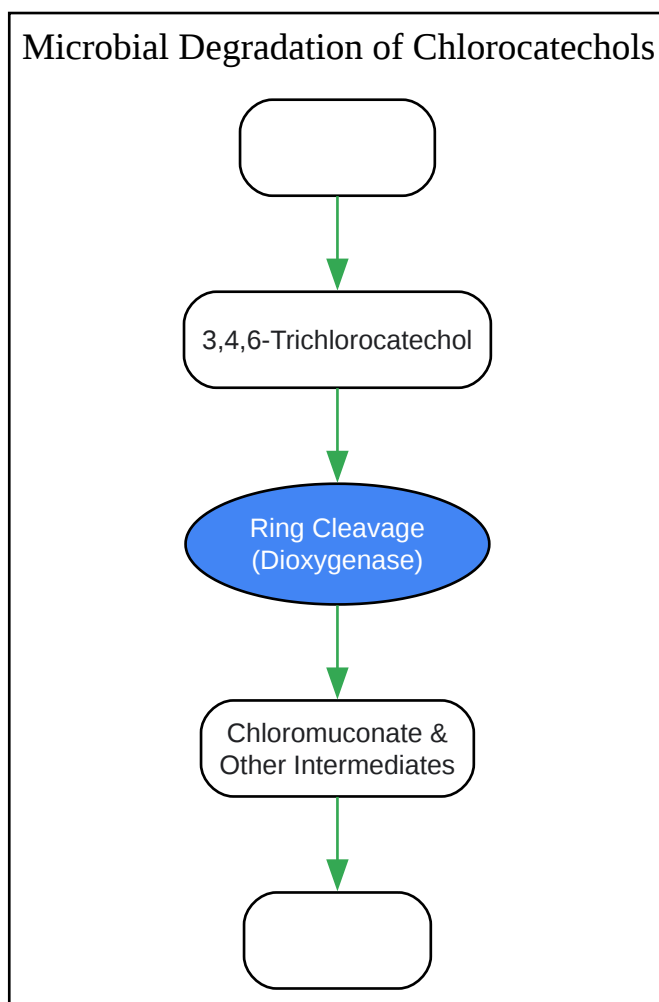 Microbial Degradation of Chlorocatechols
3,4,6-Trichlorocatechol
Ring Cleavage
(Dioxygenase)
Chloromuconate &
Other Intermediates